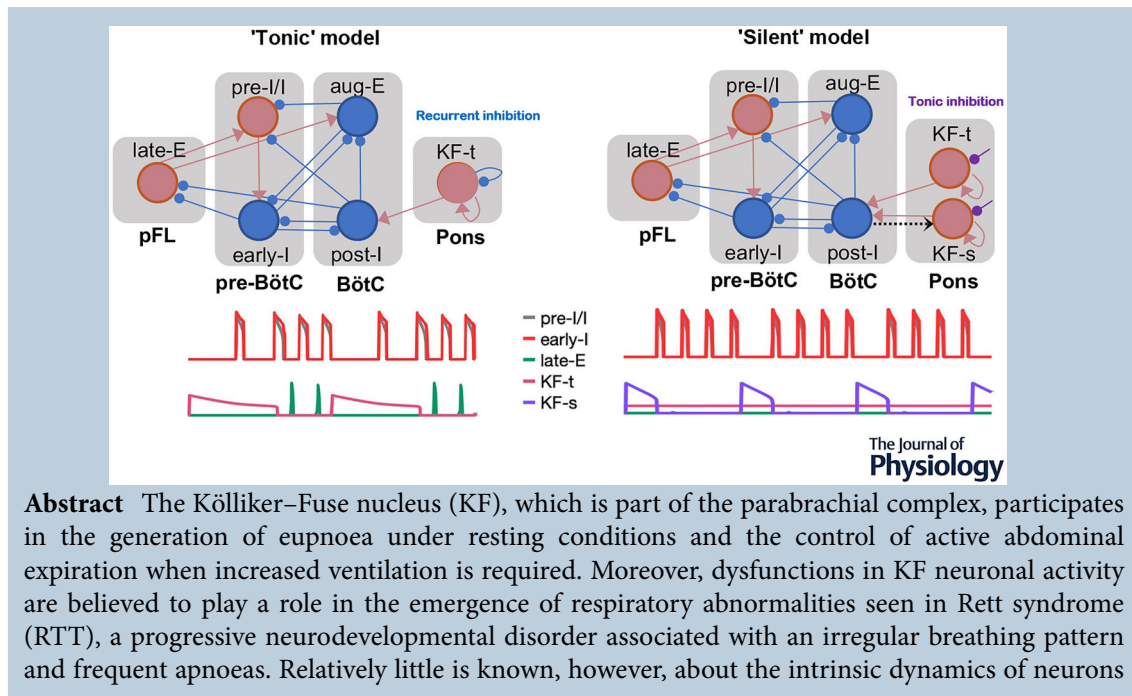 'Tonic' model
'Silent' model
pre-I/I
aug-E
pre-I/I
aug-E
Recurrent inhibition
Tonic inhibition
late-E
KF-t
late-E
KF-t
pFL
Pons
pFL
early-I
post-I
early-I
post-I
KF-s
pre-BötC
BötC
pre-BötC
BötC
Pons
pre-I/I
early-I
late-E
KF-t
KF-s
The Journal of
Physiology
Abstract The Kölliker–Fuse nucleus (KF), which is part of the parabrachial complex, participates
in the generation of eupnoea under resting conditions and the control of active abdominal
expiration when increased ventilation is required. Moreover, dysfunctions in KF neuronal activity
are believed to play a role in the emergence of respiratory abnormalities seen in Rett syndrome
(RTT), a progressive neurodevelopmental disorder associated with an irregular breathing pattern
and frequent apnoeas. Relatively little is known, however, about the intrinsic dynamics of neurons